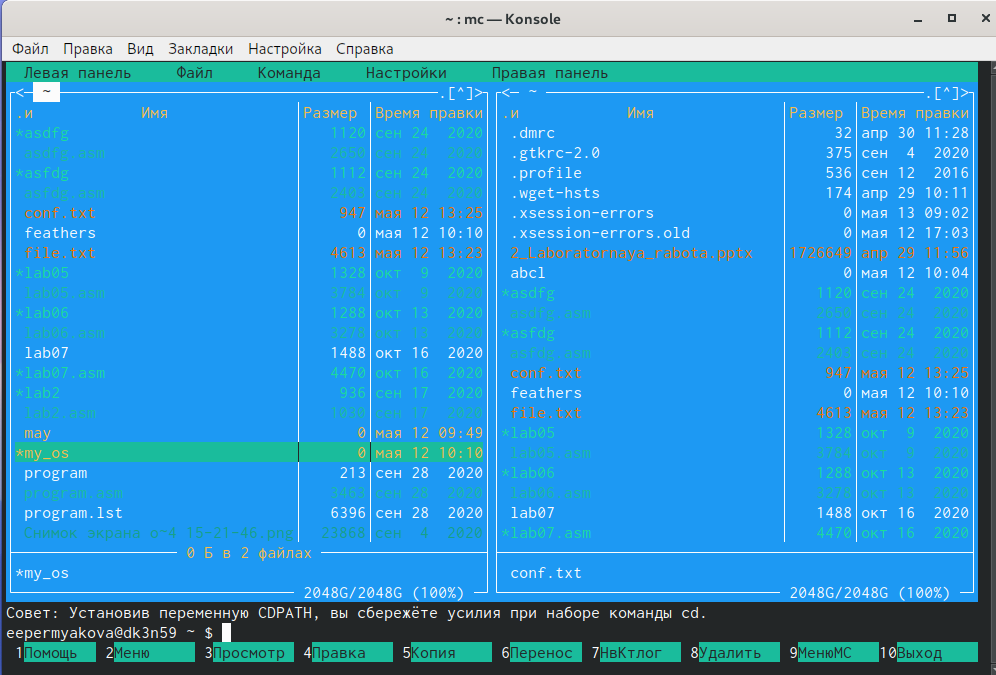 ~ : mc — Konsole
Файл Правка Вид Закладки Настройка Справка
Левая панель Файл Команда Настройки Правая панель
<─ ~ ─.[^]>┐ <─ ~ ─.[^]>┐
.и Имя Размер Время правки .и Имя Размер Время правки
*asdfg 1120 сен 24 2020 .dmrc 32 апр 30 11:28
asdfg.asm 2650 сен 24 2020 .gtkrc-2.0 375 сен 4 2020
*asfdg 1112 сен 24 2020 .profile 536 сен 12 2016
asfdg.asm 2403 сен 24 2020 .wget-hsts 174 апр 29 10:11
conf.txt 947 мая 12 13:25 .xsession-errors 0 мая 13 09:02
feathers 0 мая 12 10:10 .xsession-errors.old 0 мая 12 17:03
file.txt 4613 мая 12 13:23 2_Laboratornaya_rabota.pptx 1726649 апр 29 11:56
*lab05 1328 окт 9 2020 abcl 0 мая 12 10:04
lab05.asm 3784 окт 9 2020 *asdfg 1120 сен 24 2020
*lab06 1288 окт 13 2020 asdfg.asm 2650 сен 24 2020
lab06.asm 3278 окт 13 2020 *asfdg 1112 сен 24 2020
lab07 1488 окт 16 2020 asfdg.asm 2403 сен 24 2020
*lab07.asm 4470 окт 16 2020 conf.txt 947 мая 12 13:25
*lab2 936 сен 17 2020 feathers 0 мая 12 10:10
lab2.asm 1030 сен 17 2020 file.txt 4613 мая 12 13:23
may 0 мая 12 09:49 *lab05 1328 окт 9 2020
*my_os 0 мая 12 10:10 lab05.asm 3784 окт 9 2020
program 213 сен 28 2020 *lab06 1288 окт 13 2020
program.asm 3463 сен 28 2020 lab06.asm 3278 окт 13 2020
program.lst 6396 сен 28 2020 lab07 1488 окт 16 2020
Снимок экрана о~4 15-21-46.png 23868 сен 4 2020 *lab07.asm 4470 окт 16 2020
0 Б в 2 файлах
*my_os conf.txt
2048G/2048G (100%) 2048G/2048G (100%)
Совет: Установив переменную CDPATH, вы сбережёте усилия при наборе команды cd.
eepermyakova@dk3n59 ~ $
1Помощь 2Меню 3Просмотр 4Правка 5Копия 6Перенос 7НвКтлог 8Удалить 9МенюМС 10Выход